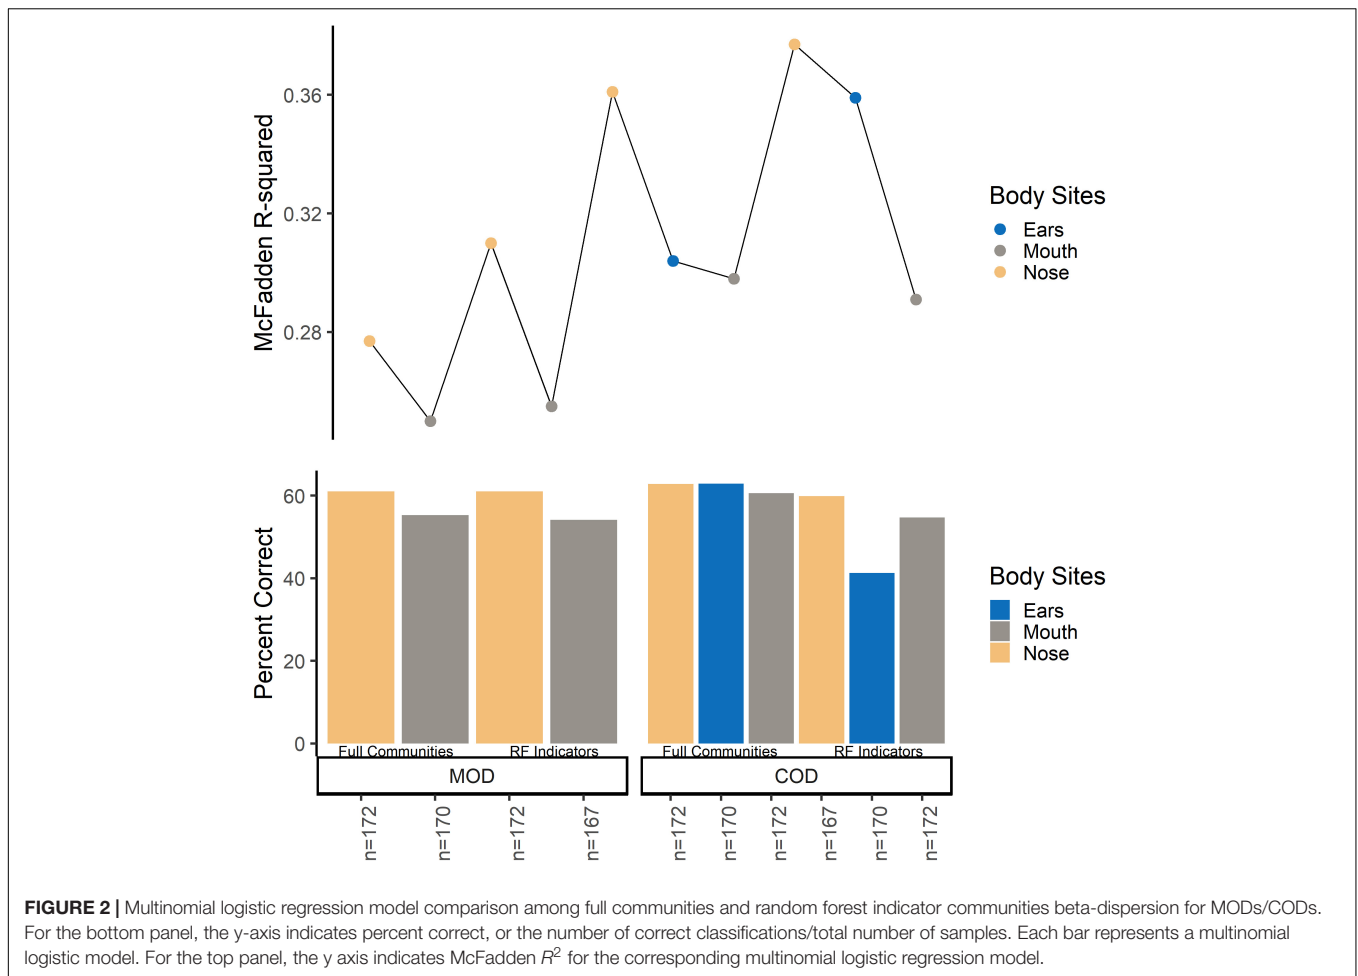 McFadden R-squared
0.36
0.32
0.28
Body Sites
Ears
Mouth
Nose
Percent Correct
60
40
20
0
Full Communities
RF Indicators
Full Communities
RF Indicators
MOD
COD
n=172
n=170
n=172
n=167
n=172
n=170
n=172
n=167
n=170
n=172
Body Sites
Ears
Mouth
Nose
FIGURE 2 | Multinomial logistic regression model comparison among full communities and random forest indicator communities beta-dispersion for MODs/CODs.
For the bottom panel, the y-axis indicates percent correct, or the number of correct classifications/total number of samples. Each bar represents a multinomial
logistic model. For the top panel, the y axis indicates McFadden R² for the corresponding multinomial logistic regression model.